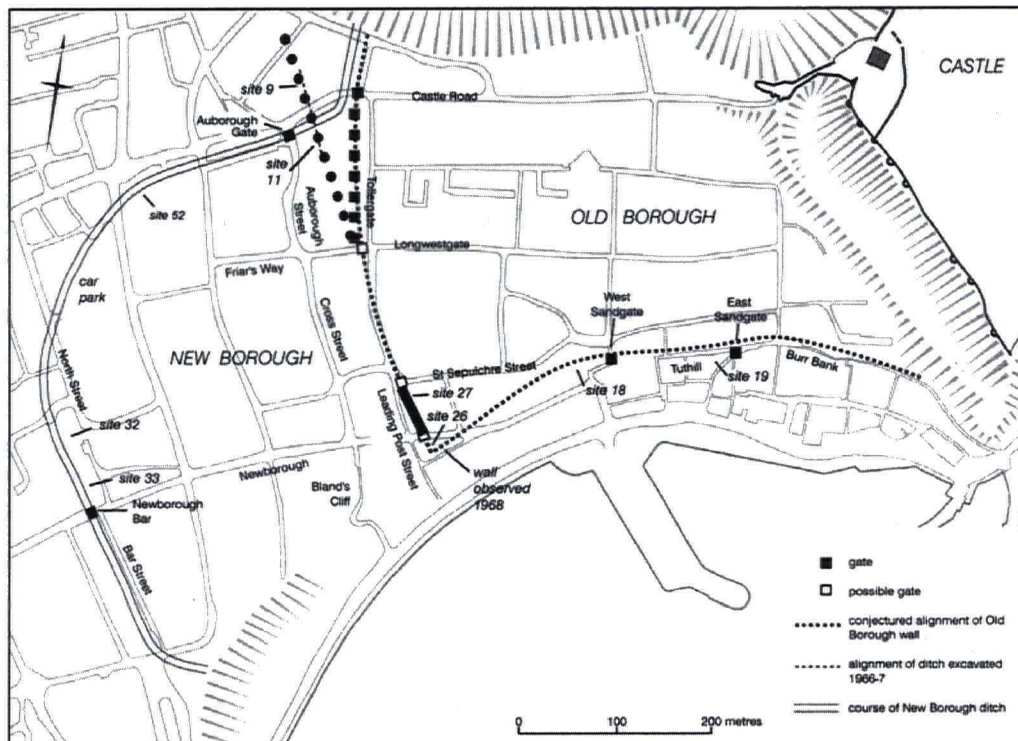 CASTLE
site 9
Castle Road
Auborough
Gate
site
11
Auborough
Street
Tollergate
OLD BOROUGH
site 52
Longwestgate
Friar's Way
car
park
West
Sandgate
East
Sandgate
Cross Street
NEW BOROUGH
North Street
St Sepulchre Street
Tuthill
Burr Bank
site 18
site 19
site 27
site 26
Leading Post Street
site 32
site 33
Newborough
Newborough
Bar
Bland's
Cliff
wall
observed
1968
Bar Street
gate
possible gate
conjectured alignment of Old
Borough wall
alignment of ditch excavated
1966-7
course of New Borough ditch
0 100 200 metres